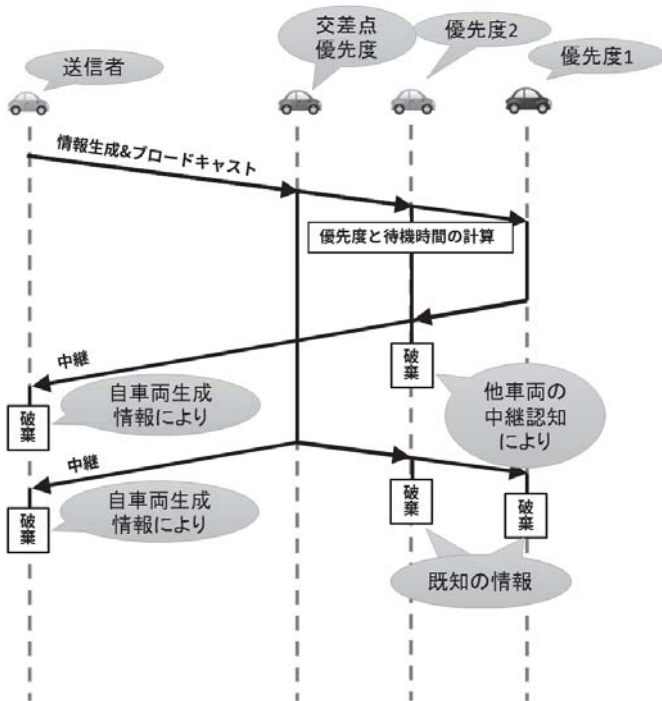 送信者
交差点
優先度
優先度2
優先度1
情報生成&ブロードキャスト
優先度と待機時間の計算
中継
破棄
自車両生成
情報により
破棄
他車両の
中継認知
により
中継
破棄
自車両生成
情報により
破棄
破棄
既知の情報